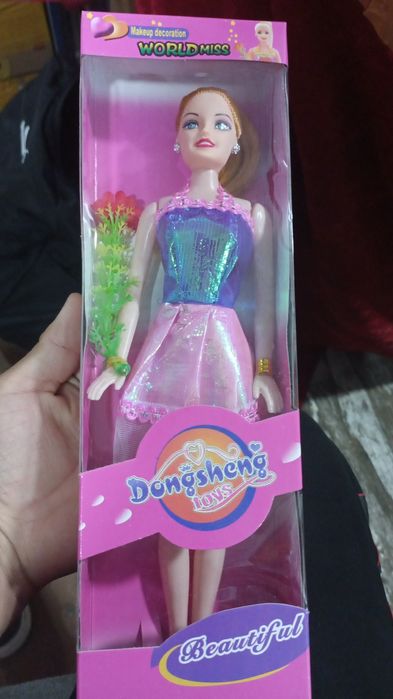 Makeup decoration
WORLD MISS
Dongsheng
TOYS
Beautiful